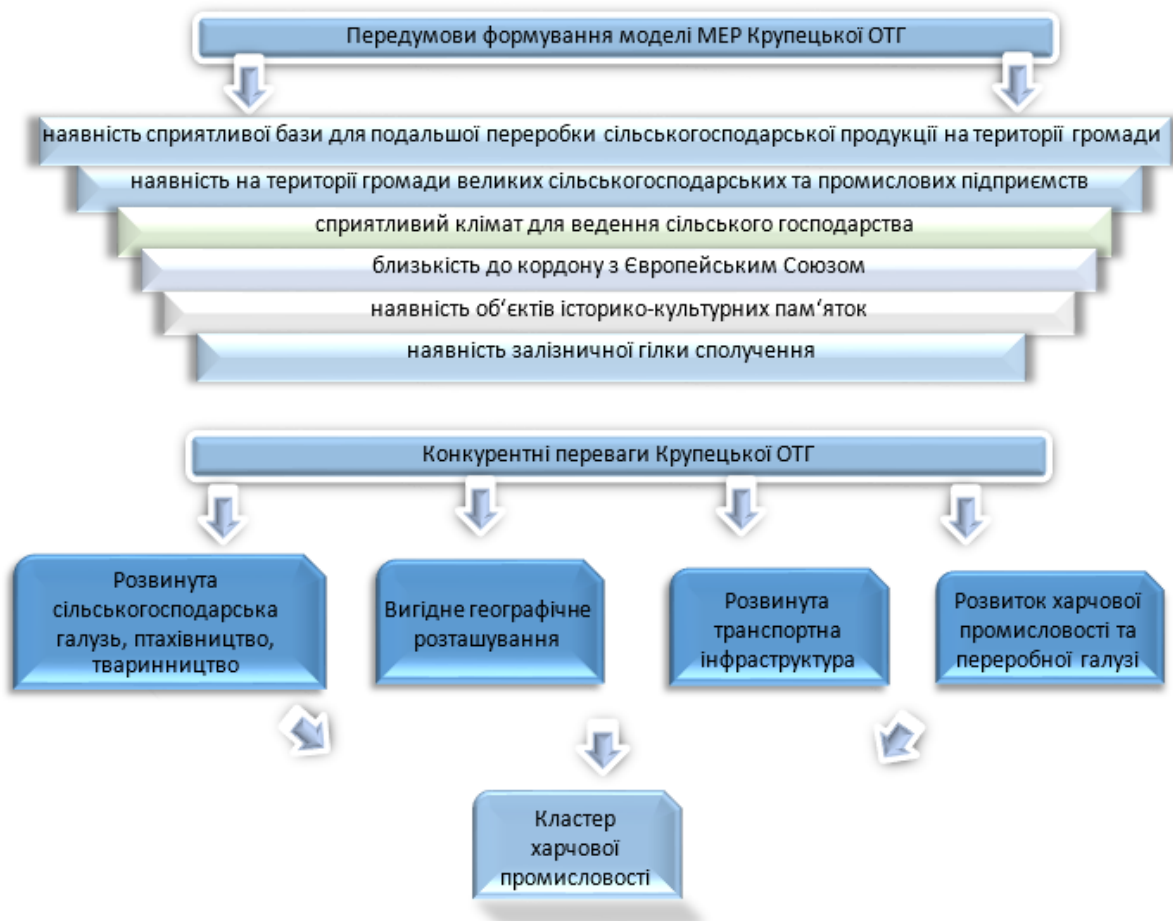 Передумови формування моделі МЕР Крупецької ОТГ
наявність сприятливої бази для подальшої переробки сільськогосподарської продукції на території громади
наявність на території громади великих сільськогосподарських та промислових підприємств
сприятливий клімат для ведення сільського господарства
близькість до кордону з Європейським Союзом
наявність об‘єктів історико-культурних пам‘яток
наявність залізничної гілки сполучення
Конкурентні переваги Крупецької ОТГ
Розвинута
сільськогосподарська
галузь, птахівництво,
тваринництво
Вигідне географічне
розташування
Розвинута
транспортна
інфраструктура
Розвиток харчової
промисловості та
переробної галузі
Кластер
харчової
промисловості